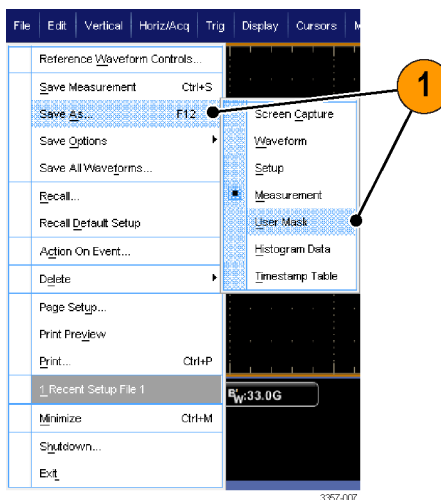 File Edit Vertical Horiz/Acq Trig Display Cursors
Reference Waveform Controls...
Save Measurement Ctrl+S
Save As... F12
Save Options
Save All Waveforms...
Recall...
Recall Default Setup
Action On Event...
Delete
Page Setup...
Print Preview
Print... Ctrl+P
1 Recent Setup File 1
Minimize Ctrl+M
Shutdown...
Exit
Screen Capture
Waveform
Setup
Measurement
User Mask
Histogram Data
Timestamp Table
1
BW:33.0G
3357-007